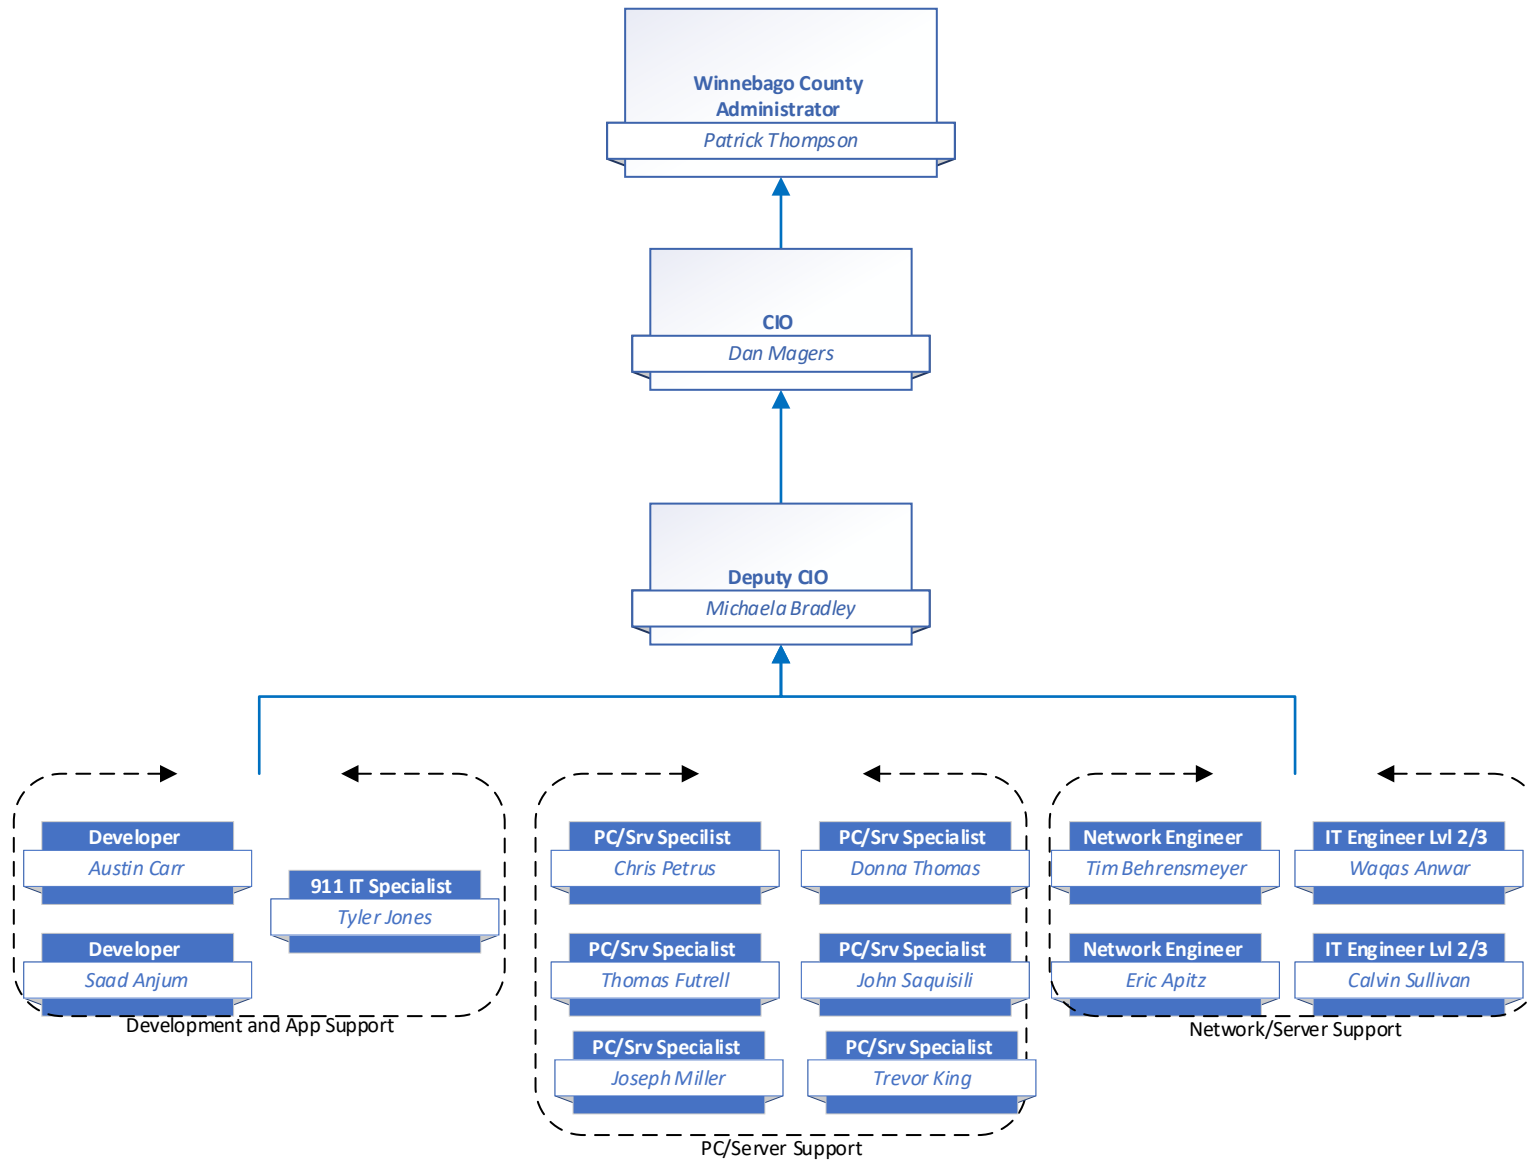 Winnebago County
Administrator
Patrick Thompson
CIO
Dan Magers
Deputy CIO
Michaela Bradley
Developer
Austin Carr
911 IT Specialist
Tyler Jones
Developer
Saad Anjum
Development and App Support
PC/Srv Specilist
Chris Petrus
PC/Srv Specialist
Donna Thomas
PC/Srv Specialist
Thomas Futrell
PC/Srv Specialist
John Saquisili
PC/Srv Specialist
Joseph Miller
PC/Srv Specialist
Trevor King
PC/Server Support
Network Engineer
Tim Behrensmeyer
IT Engineer Lvl 2/3
Waqas Anwar
Network Engineer
Eric Apitz
IT Engineer Lvl 2/3
Calvin Sullivan
Network/Server Support